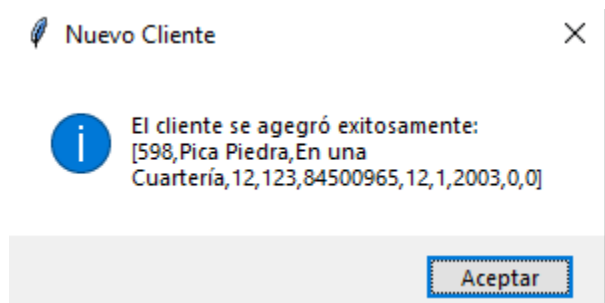 Nuevo Cliente
El cliente se agegró exitosamente:
[598,Pica Piedra,En una
Cuartería,12,123,84500965,12,1,2003,0,0]
Aceptar